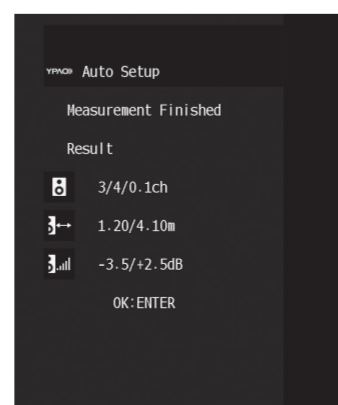 YPAO Auto Setup
Measurement Finished
Result
3/4/0.1ch
1.20/4.10m
-3.5/+2.5dB
OK:ENTER